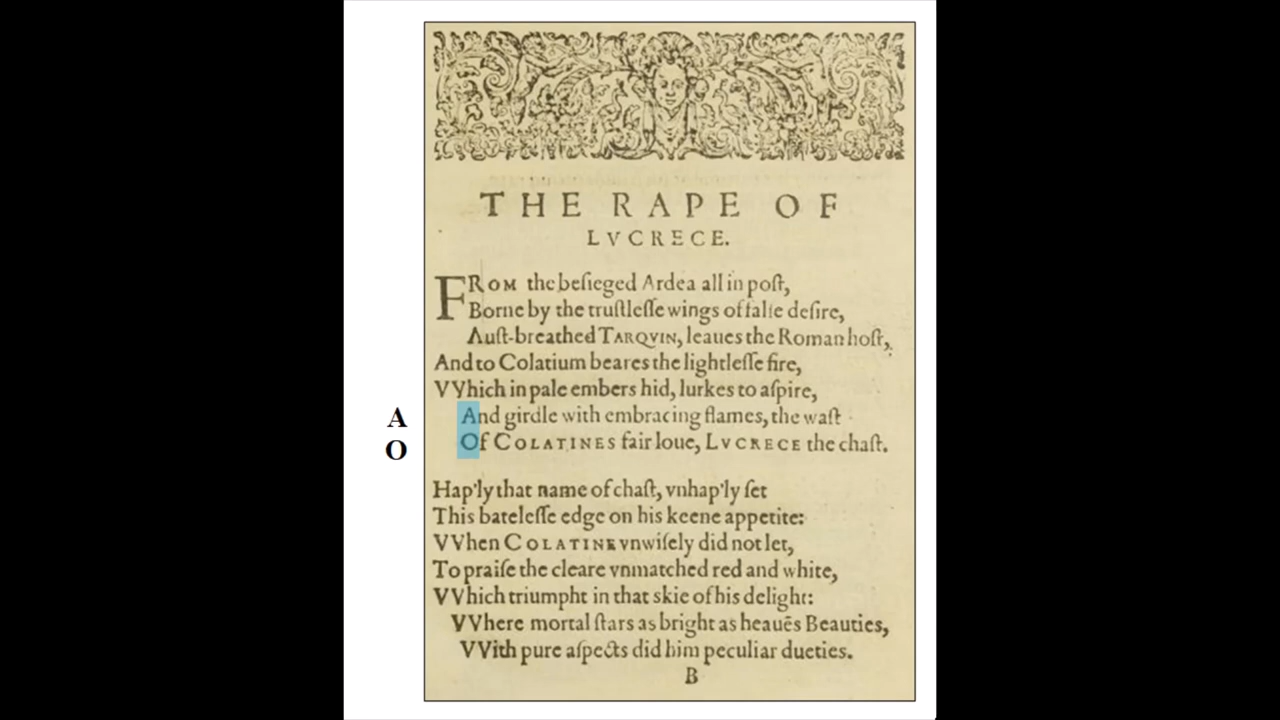 THE RAPE OF
LVCRECE.
FROM the besieged Ardea all in post,
Borne by the trustlesse wings of false desire,
Lust-breathed TARQVIN, leaues the Roman host,
And to Colatium beares the lightlesse fire,
VVhich in pale embers hid, lurkes to aspire,
A
And girdle with embracing flames, the wast
O
Of COLATINES fair loue, LVCRECE the chast.
Hap'ly that name of chast, vnhap'ly set
This batelesse edge on his keene appetite:
VVhen COLATINE vnwisely did not let,
To praise the cleare vnmatched red and white,
VVhich triumpht in that skie of his delight:
VVhere mortal stars as bright as heauēs Beauties,
VVith pure aspects did him peculiar dueties.
B